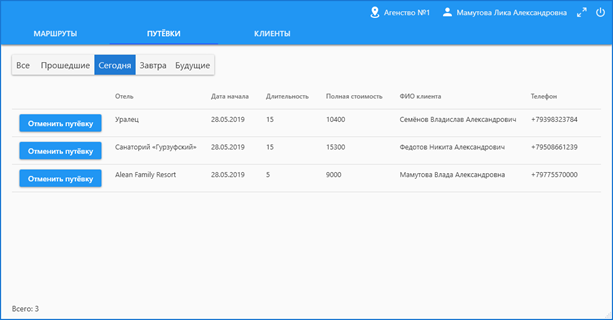 Агенство №1 Мамутова Лика Александровна
МАРШРУТЫ ПУТЁВКИ КЛИЕНТЫ
Все Прошедшие Сегодня Завтра Будущие
Отель Дата начала Длительность Полная стоимость ФИО клиента Телефон
Отменить путёвку Уралец 28.05.2019 15 10400 Семёнов Владислав Александрович +79398323784
Отменить путёвку Санаторий «Гурзуфский» 28.05.2019 15 15300 Федотов Никита Александрович +79508661239
Отменить путёвку Alean Family Resort 28.05.2019 5 9000 Мамутова Влада Александровна +79775570000
Всего: 3